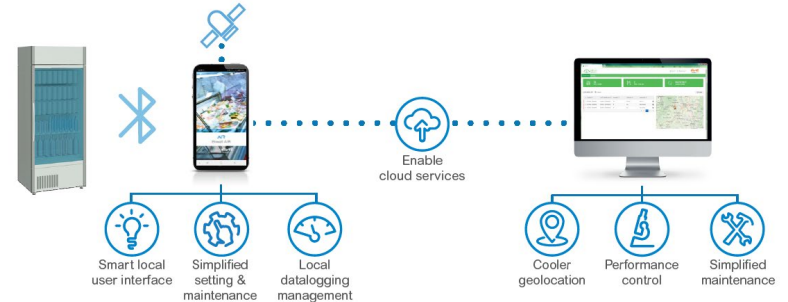 Enable
cloud services
Smart local
user interface
Simplified
setting &
maintenance
Local
datalogging
management
Cooler
geolocation
Performance
control
Simplified
maintenance